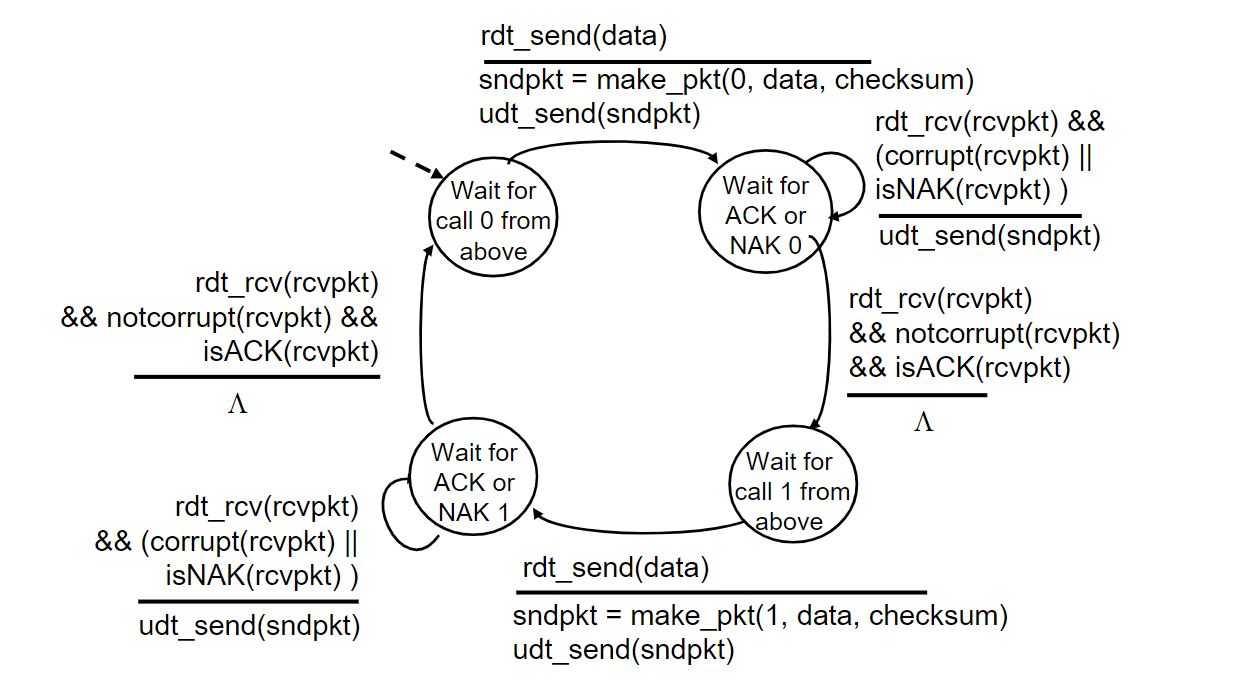 rdt_send(data)
sndpkt = make_pkt(0, data, checksum)
udt_send(sndpkt)
rdt_rcv(rcvpkt) &&
(corrupt(rcvpkt) ||
isNAK(rcvpkt) )
udt_send(sndpkt)
Wait for
call 0 from
above
Wait for
ACK or
NAK 0
rdt_rcv(rcvpkt)
&& notcorrupt(rcvpkt) &&
isACK(rcvpkt)
Λ
rdt_rcv(rcvpkt)
&& notcorrupt(rcvpkt)
&& isACK(rcvpkt)
Λ
Wait for
ACK or
NAK 1
Wait for
call 1 from
above
rdt_rcv(rcvpkt)
&& (corrupt(rcvpkt) ||
isNAK(rcvpkt) )
udt_send(sndpkt)
rdt_send(data)
sndpkt = make_pkt(1, data, checksum)
udt_send(sndpkt)